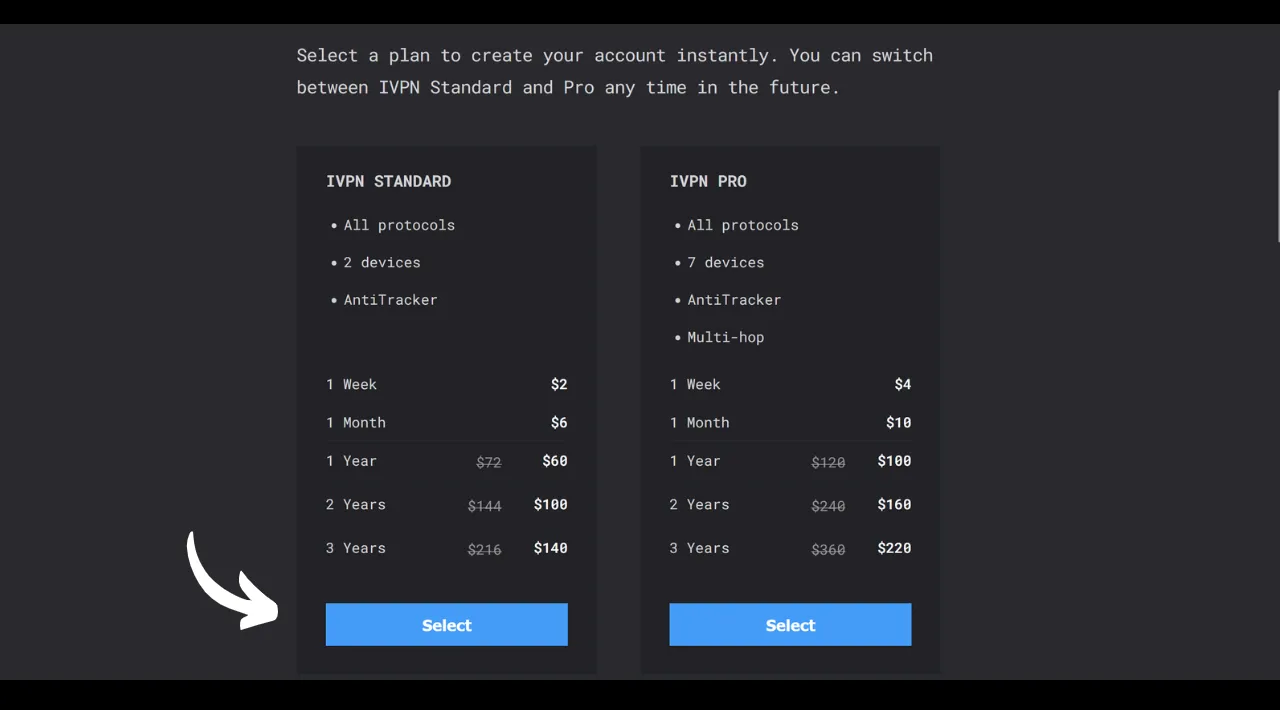 Select a plan to create your account instantly. You can switch
between IVPN Standard and Pro any time in the future.
IVPN STANDARD
• All protocols
• 2 devices
• AntiTracker
1 Week $2
1 Month $6
1 Year $72 $60
2 Years $144 $100
3 Years $216 $140
Select
IVPN PRO
• All protocols
• 7 devices
• AntiTracker
• Multi-hop
1 Week $4
1 Month $10
1 Year $120 $100
2 Years $240 $160
3 Years $360 $220
Select